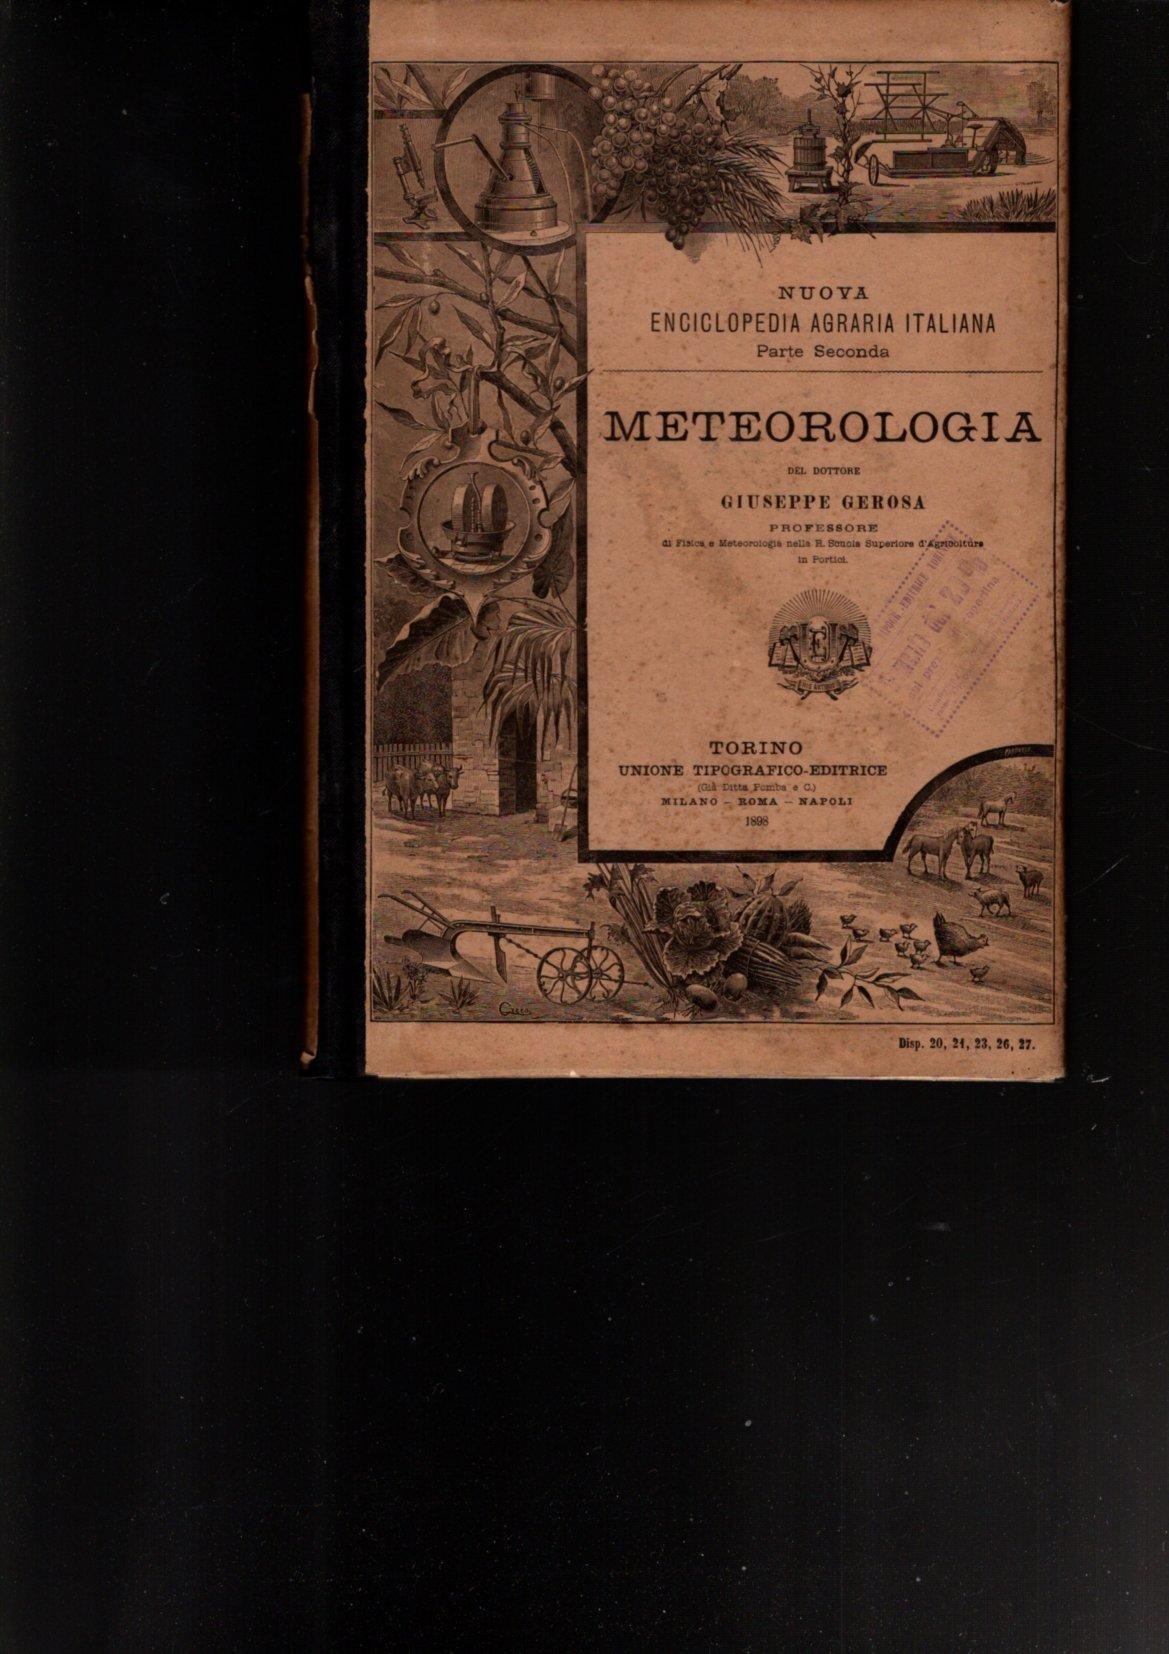 NUOVA
ENCICLOPEDIA AGRARIA ITALIANA
Parte Seconda
METEOROLOGIA
DEL DOTTORE
GIUSEPPE GEROSA
PROFESSORE
di Fisica e Meteorologia nella R. Scuola Superiore d'Agricoltura
in Portici.
TORINO
UNIONE TIPOGRAFICO-EDITRICE
(Già Ditta Pomba e C.)
MILANO – ROMA – NAPOLI
1898
Disp. 20, 21, 23, 26, 27.